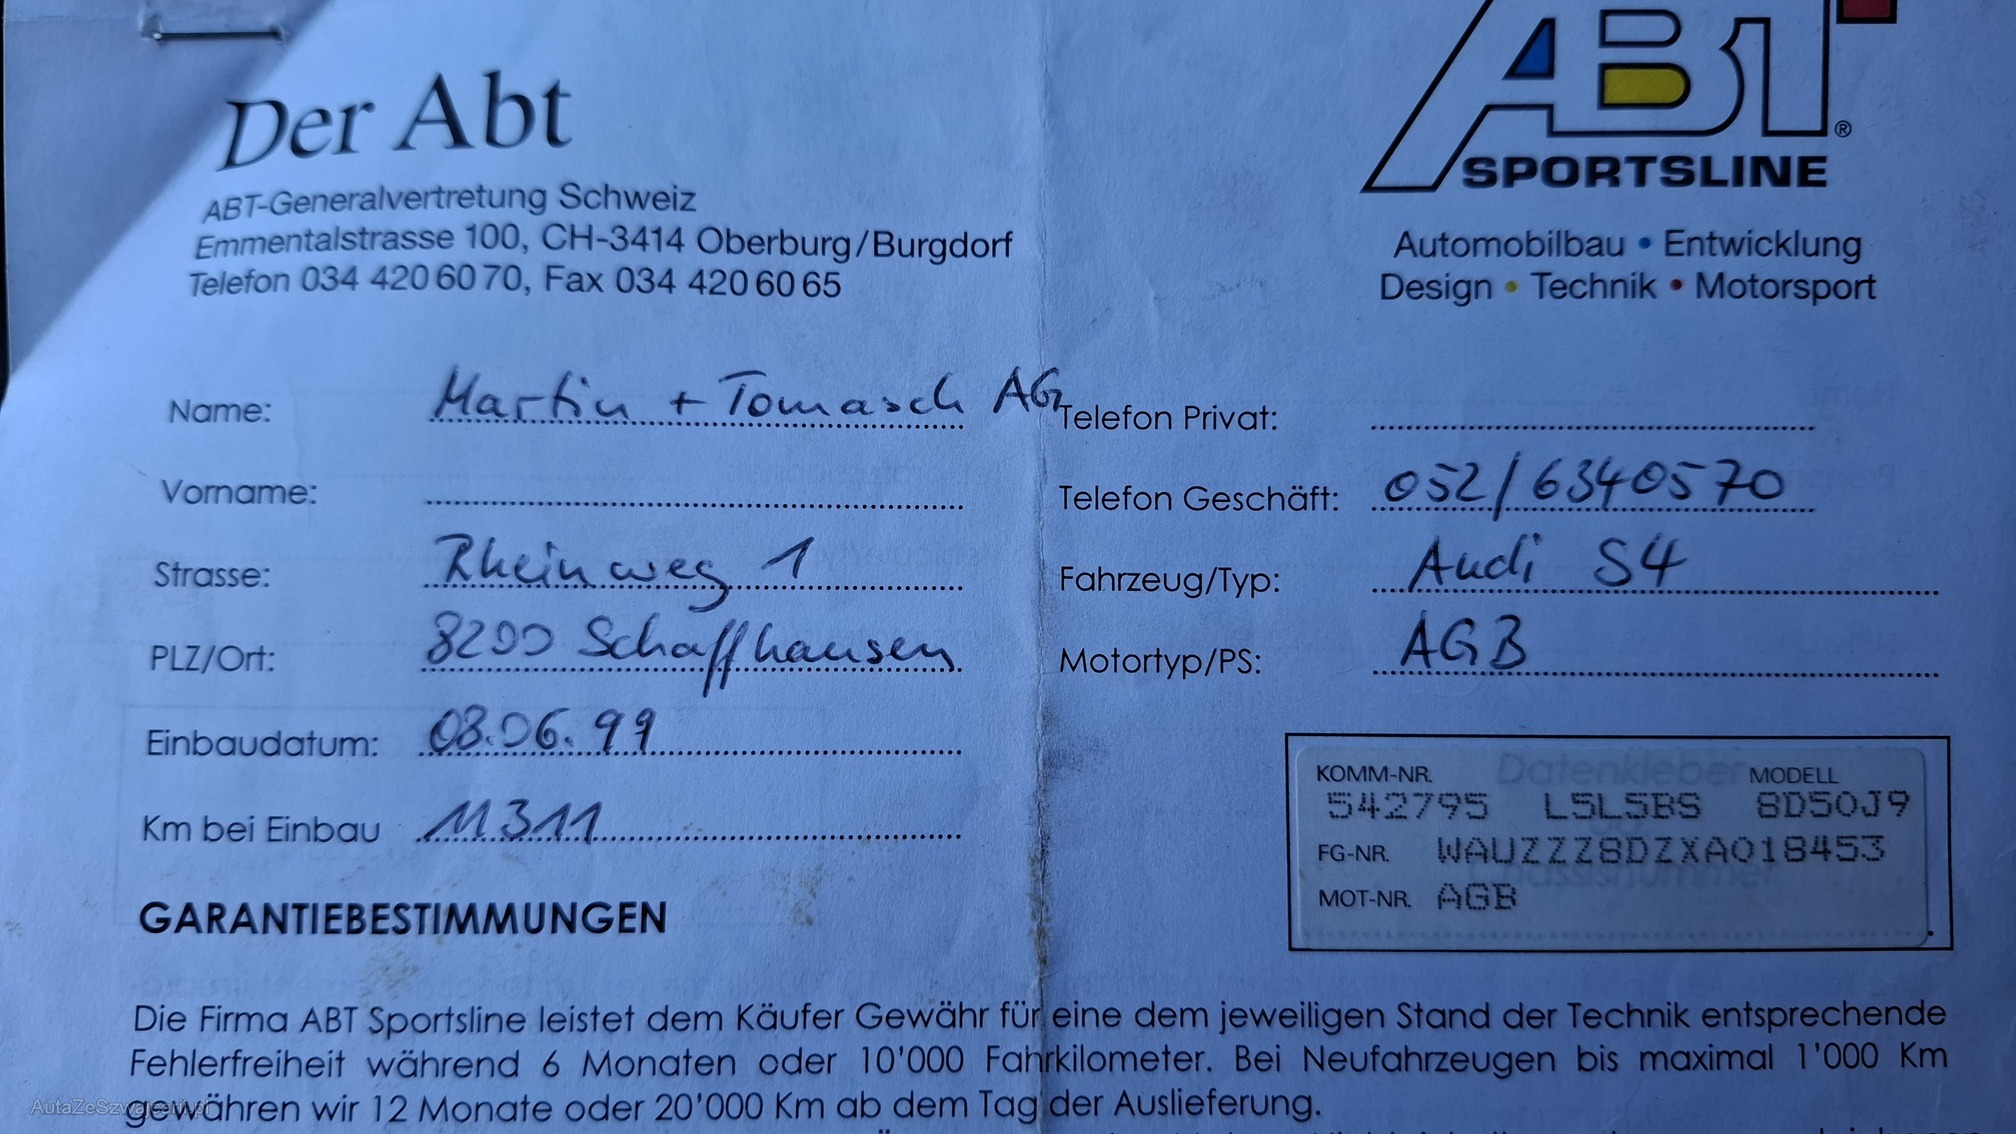 Der Abt
ABT-Generalvertretung Schweiz
Emmentalstrasse 100, CH-3414 Oberburg/Burgdorf
Telefon 034 420 60 70, Fax 034 420 60 65
ABT®
SPORTSLINE
Automobilbau • Entwicklung
Design • Technik • Motorsport
Name: Martin + Tomasch AG
Vorname:
Strasse: Rheinweg 1
PLZ/Ort: 8200 Schaffhausen
Einbaudatum: 08.06.99
Km bei Einbau 11311
Telefon Privat:
Telefon Geschäft: 052/6340570
Fahrzeug/Typ: Audi S4
Motortyp/PS: AGB
Datenkleber
KOMM-NR. MODELL
542795 L5L5BS 8D50J9
FG-NR. WAUZZZ8DZXA018453
MOT-NR. AGB
GARANTIEBESTIMMUNGEN
Die Firma ABT Sportsline leistet dem Käufer Gewähr für eine dem jeweiligen Stand der Technik entsprechende
Fehlerfreiheit während 6 Monaten oder 10'000 Fahrkilometer. Bei Neufahrzeugen bis maximal 1'000 Km
gewähren wir 12 Monate oder 20'000 Km ab dem Tag der Auslieferung.
AutaZeSzwajcarii.pl